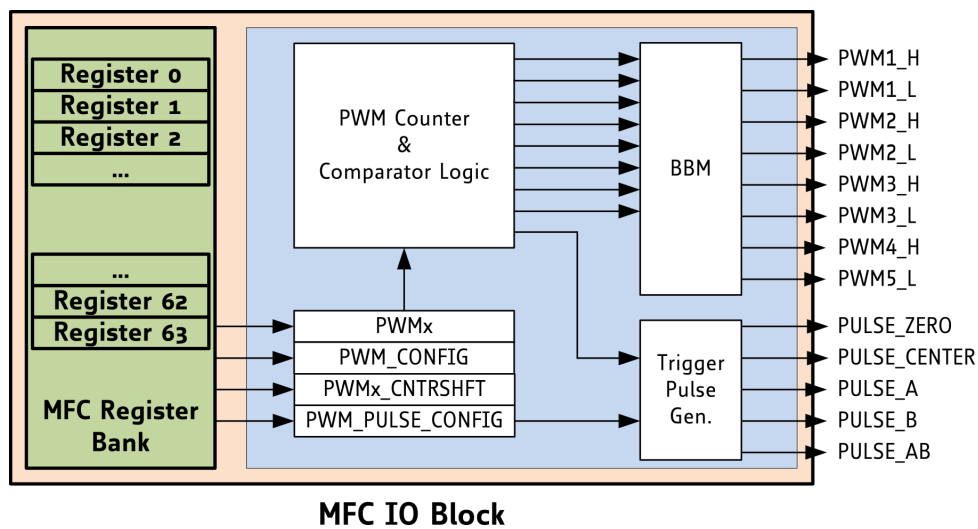 Register 0
Register 1
Register 2
...
...
Register 62
Register 63
MFC Register
Bank
PWM Counter
&
Comparator Logic
PWMx
PWM_CONFIG
PWMx_CNTRSHFT
PWM_PULSE_CONFIG
BBM
Trigger
Pulse
Gen.
PWM1_H
PWM1_L
PWM2_H
PWM2_L
PWM3_H
PWM3_L
PWM4_H
PWM5_L
PULSE_ZERO
PULSE_CENTER
PULSE_A
PULSE_B
PULSE_AB
MFC IO Block